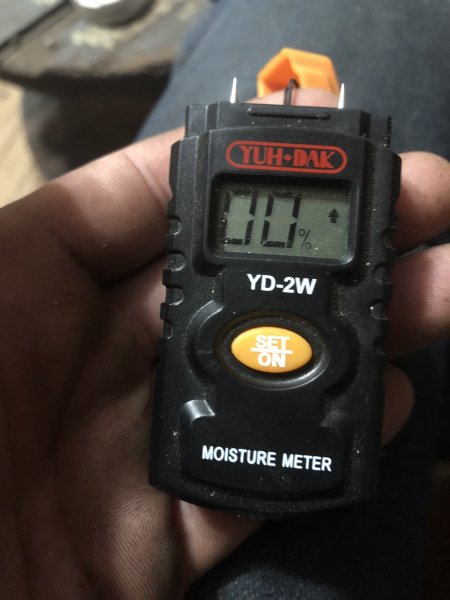 YUH-DAK
00%
YD-2W
SET
ON
MOISTURE METER